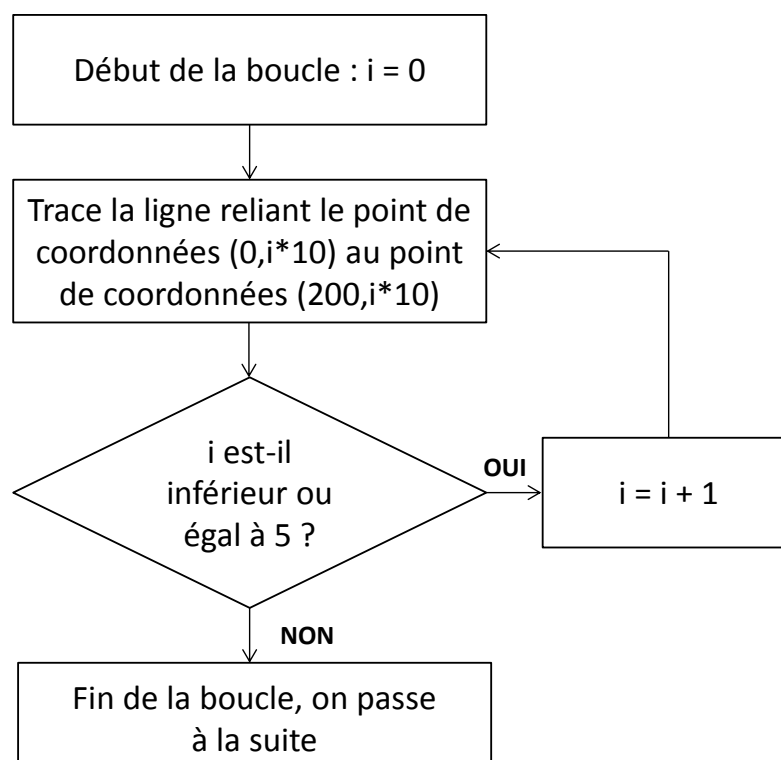 Début de la boucle : i = 0
Trace la ligne reliant le point de
coordonnées (0,i*10) au point
de coordonnées (200,i*10)
i est-il
inférieur ou
égal à 5 ?
OUI
i = i + 1
NON
Fin de la boucle, on passe
à la suite